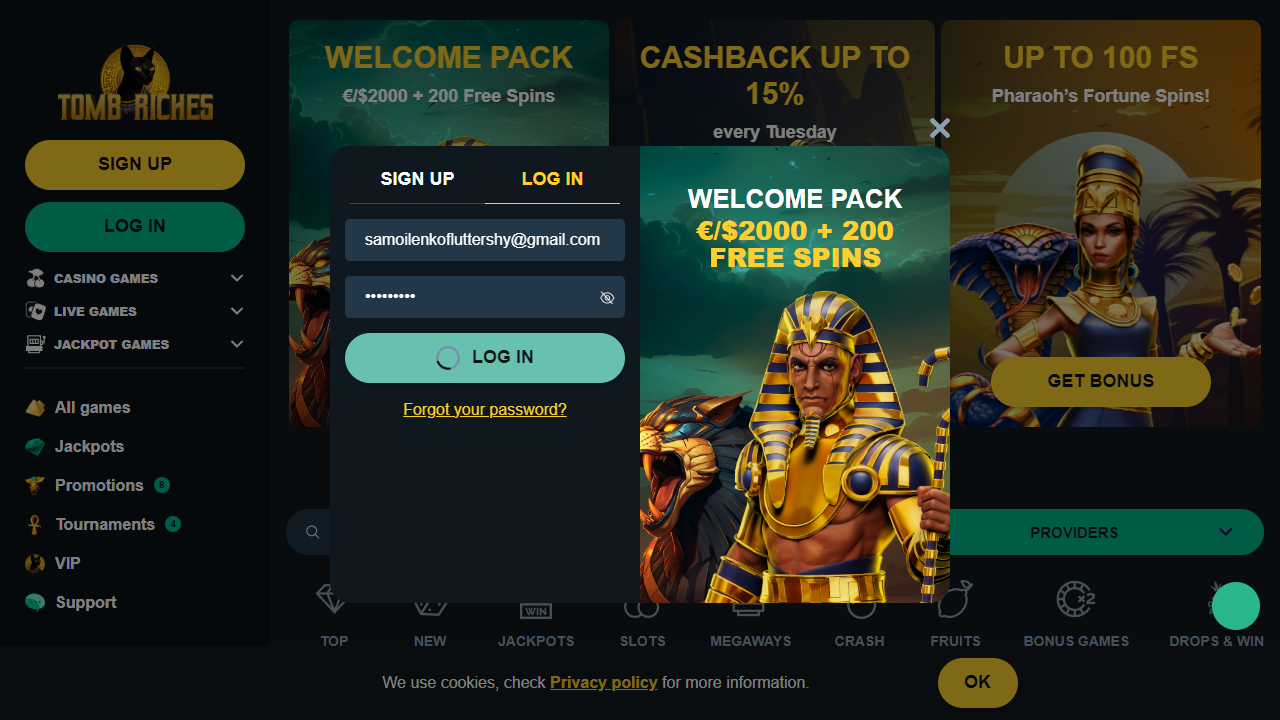 TOMB RICHES
SIGN UP
LOG IN
CASINO GAMES
LIVE GAMES
JACKPOT GAMES
All games
Jackpots
Promotions 8
Tournaments 4
VIP
Support
WELCOME PACK
€/$2000 + 200 Free Spins
CASHBACK UP TO
15%
every Tuesday
UP TO 100 FS
Pharaoh’s Fortune Spins!
GET BONUS
SIGN UP LOG IN
samoilenkofluttershy@gmail.com
•••••••••
LOG IN
Forgot your password?
WELCOME PACK
€/$2000 + 200
FREE SPINS
PROVIDERS
WIN
x2
TOP NEW JACKPOTS SLOTS MEGAWAYS CRASH FRUITS BONUS GAMES DROPS & WIN
We use cookies, check Privacy policy for more information.
OK